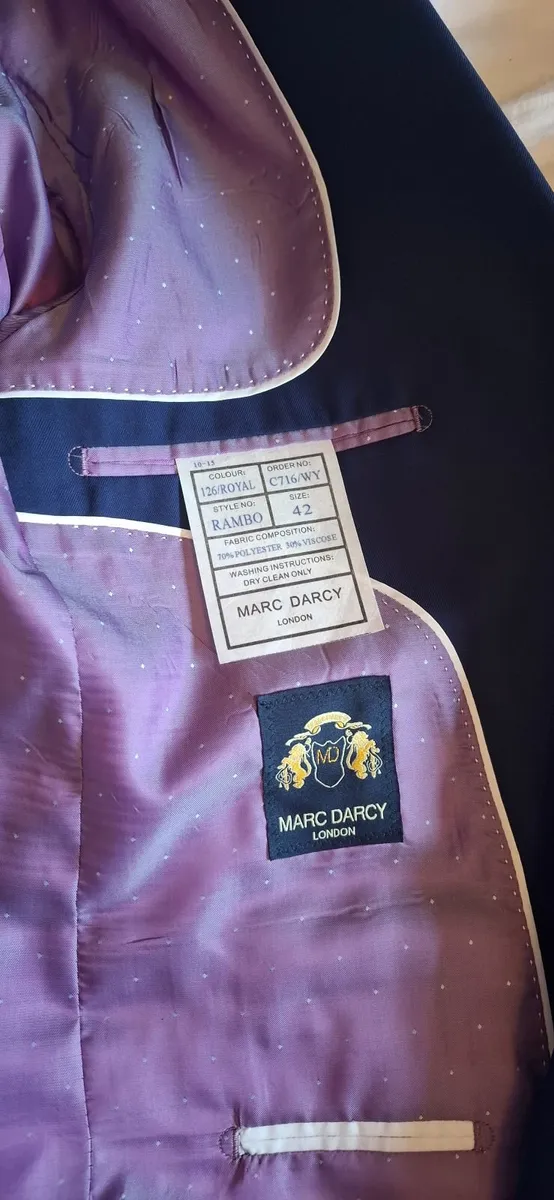 10-15
COLOUR: ORDER NO:
126/ROYAL C716/WY
STYLE NO: SIZE:
RAMBO 42
FABRIC COMPOSITION:
70%POLYESTER 30%VISCOSE
WASHING INSTRUCTIONS:
DRY CLEAN ONLY
MARC DARCY
LONDON
MD
MARC DARCY
LONDON